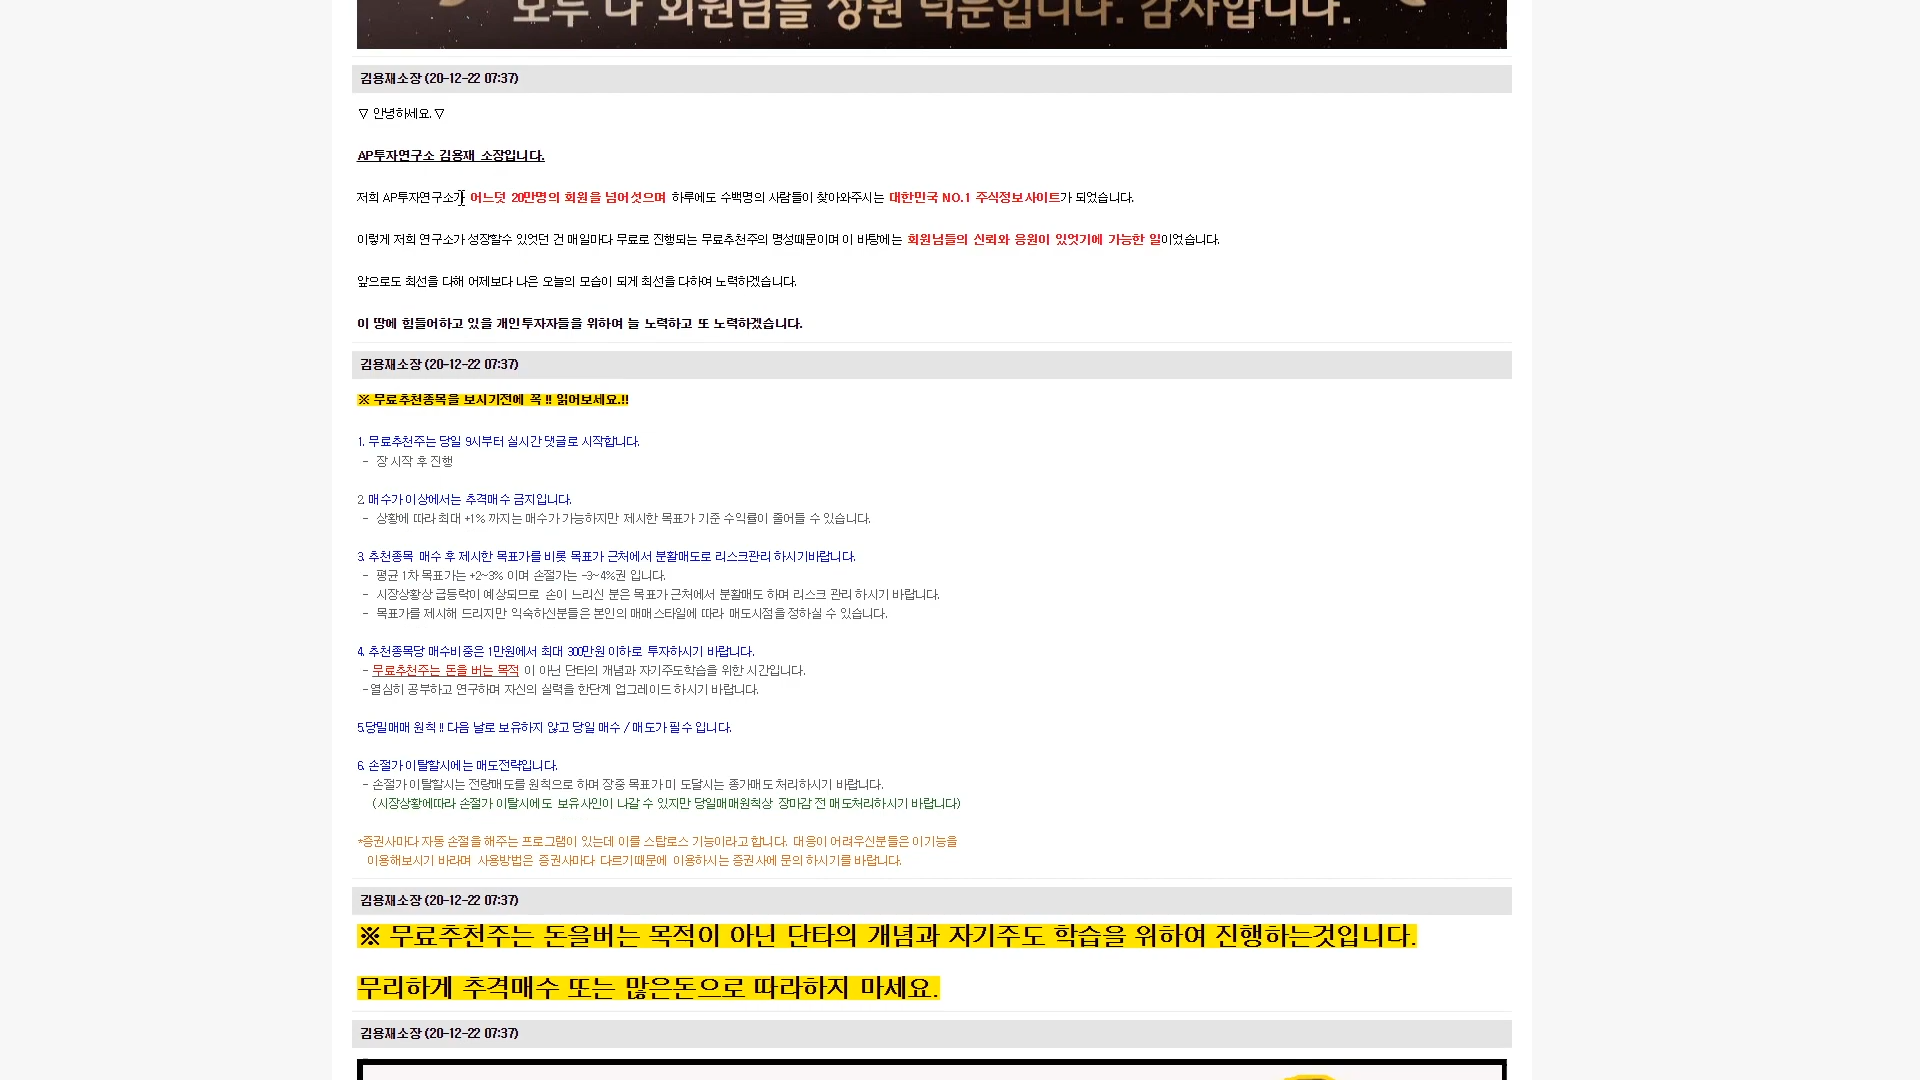 모두 다 회원님들 성원 덕분입니다. 감사합니다.
김용재소장 (20-12-22 07:37)
▽ 안녕하세요. ▽
AP투자연구소 김용재 소장입니다.
저희 AP투자연구소가 어느덧 20만명의 회원을 넘어섯으며 하루에도 수백명의 사람들이 찾아와주시는 대한민국 NO.1 주식정보사이트가 되었습니다.
이렇게 저희 연구소가 성장할수 있엇던 건 매일마다 무료로 진행되는 무료추천주의 명성때문이며 이 바탕에는 회원님들의 신뢰와 응원이 있엇기에 가능한 일이었습니다.
앞으로도 최선을 다해 어제보다 나은 오늘의 모습이 되게 최선을 다하여 노력하겠습니다.
이 땅에 힘들어하고 있을 개인투자자들을 위하여 늘 노력하고 또 노력하겠습니다.
김용재소장 (20-12-22 07:37)
※ 무료추천종목을 보시기전에 꼭 !! 읽어보세요.!!
1. 무료추천주는 당일 9시부터 실시간 댓글로 시작합니다.
- 장 시작 후 진행
2. 매수가 이상에서는 추격매수 금지입니다.
- 상황에 따라 최대 +1% 까지는 매수가 가능하지만 제시한 목표가 기준 수익률이 줄어들 수 있습니다.
3. 추천종목 매수 후 제시한 목표가를 비롯 목표가 근처에서 분활매도로 리스크관리 하시기바랍니다.
- 평균 1차 목표가는 +2~3% 이며 손절가는 -3~4%권 입니다.
- 시장상황상 급등락이 예상되므로 손이 느리신 분은 목표가 근처에서 분활매도 하며 리스크 관리 하시기 바랍니다.
- 목표가를 제시해 드리지만 익숙하신분들은 본인의 매매스타일에 따라 매도시점을 정하실 수 있습니다.
4. 추천종목당 매수비중은 1만원에서 최대 300만원 이하로 투자하시기 바랍니다.
- 무료추천주는 돈을 버는 목적 이 아닌 단타의 개념과 자기주도학습을 위한 시간입니다.
- 열심히 공부하고 연구하며 자신의 실력을 한단계 업그레이드 하시기 바랍니다.
5.당밀매매 원칙 !! 다음 날로 보유하지 않고 당일 매수 / 매도가 필수 입니다.
6. 손절가 이탈할시에는 매도전략입니다.
- 손절가 이탈할시는 전량매도를 원칙으로 하며 장중 목표가 미 도달시는 종가매도 처리하시기 바랍니다.
(시장상황에따라 손절가 이탈시에도 보유사인이 나갈 수 있지만 당일매매원칙상 장마감 전 매도처리하시기 바랍니다)
*증권사마다 자동 손절을 해주는 프로그램이 있는데 이를 스탑로스 기능이라고 합니다. 대응이 어려우신분들은 이기능을
이용해보시기 바라며 사용방법은 증권사마다 다르기때문에 이용하시는 증권사에 문의 하시기를 바랍니다.
김용재소장 (20-12-22 07:37)
※ 무료추천주는 돈을버는 목적이 아닌 단타의 개념과 자기주도 학습을 위하여 진행하는것입니다.
무리하게 추격매수 또는 많은돈으로 따라하지 마세요.
김용재소장 (20-12-22 07:37)